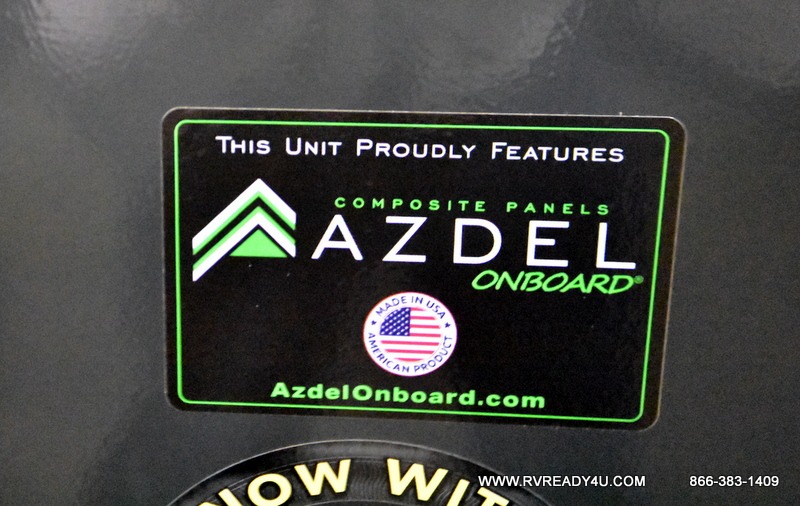 This Unit Proudly Features
COMPOSITE PANELS
AZDEL
ONBOARD®
MADE IN USA
AMERICAN PRODUCT
AzdelOnboard.com
NOW
WWW.RVREADY4U.COM 866-383-1409